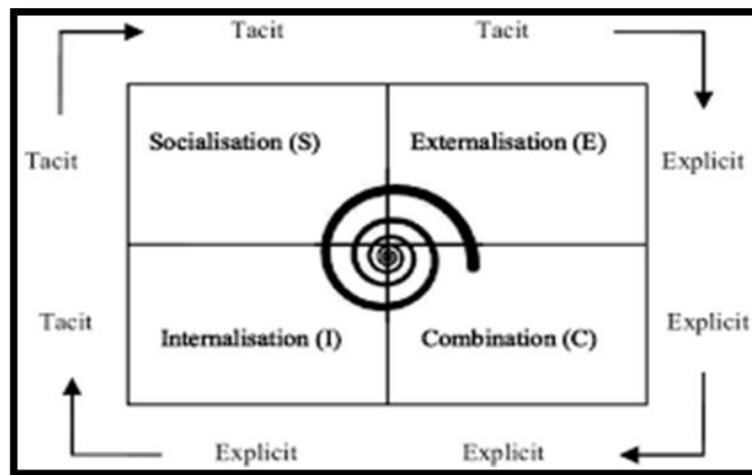 Tacit Tacit
Socialisation (S) Externalisation (E)
Tacit Explicit
Tacit Explicit
Internalisation (I) Combination (C)
Explicit Explicit